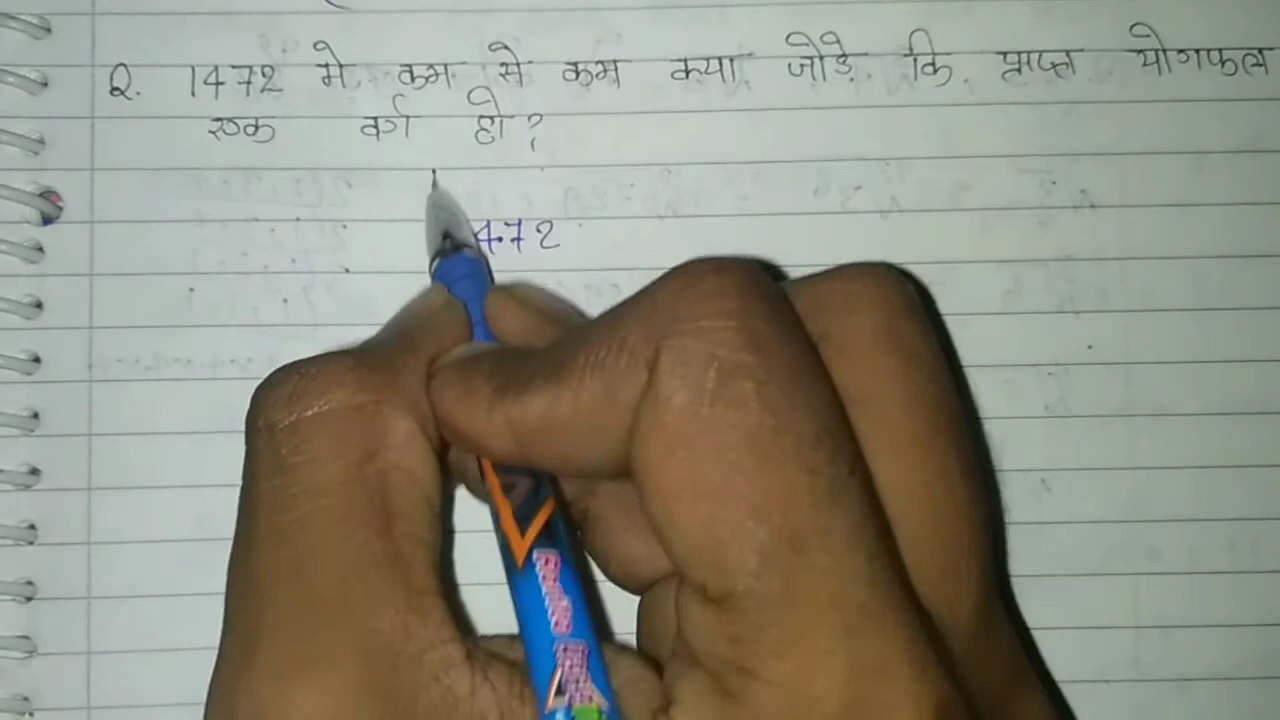 Q. 1472 मे कम से कम क्या जोड़े कि प्राप्त योगफल
एक वर्ग हो?
472